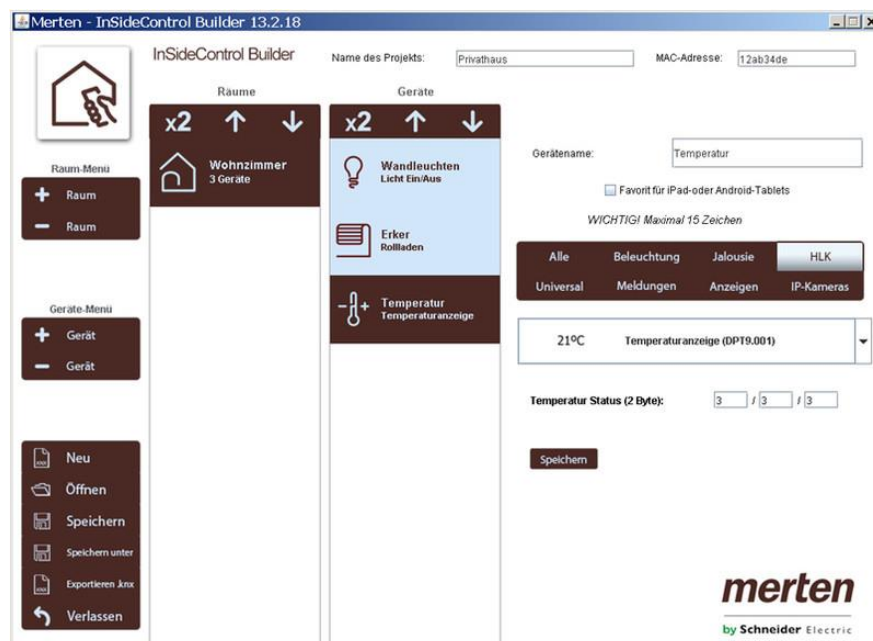 Merten - InSideControl Builder 13.2.18
InSideControl Builder
Name des Projekts: Privathaus
MAC-Adresse: 12ab34de
Räume
x2
Wohnzimmer
3 Geräte
Geräte
x2
Wandleuchten
Licht Ein/Aus
Erker
Rollladen
Temperatur
Temperaturanzeige
Raum-Menü
+ Raum
− Raum
Geräte-Menü
+ Gerät
− Gerät
KNX Neu
Öffnen
Speichern
Speichern unter
KNX Exportieren .knx
Verlassen
Gerätename: Temperatur
Favorit für iPad-oder Android-Tablets
WICHTIG! Maximal 15 Zeichen
Alle Beleuchtung Jalousie HLK
Universal Meldungen Anzeigen IP-Kameras
21ºC Temperaturanzeige (DPT9.001)
Temperatur Status (2 Byte): 3 / 3 / 3
Speichern
merten
by Schneider Electric